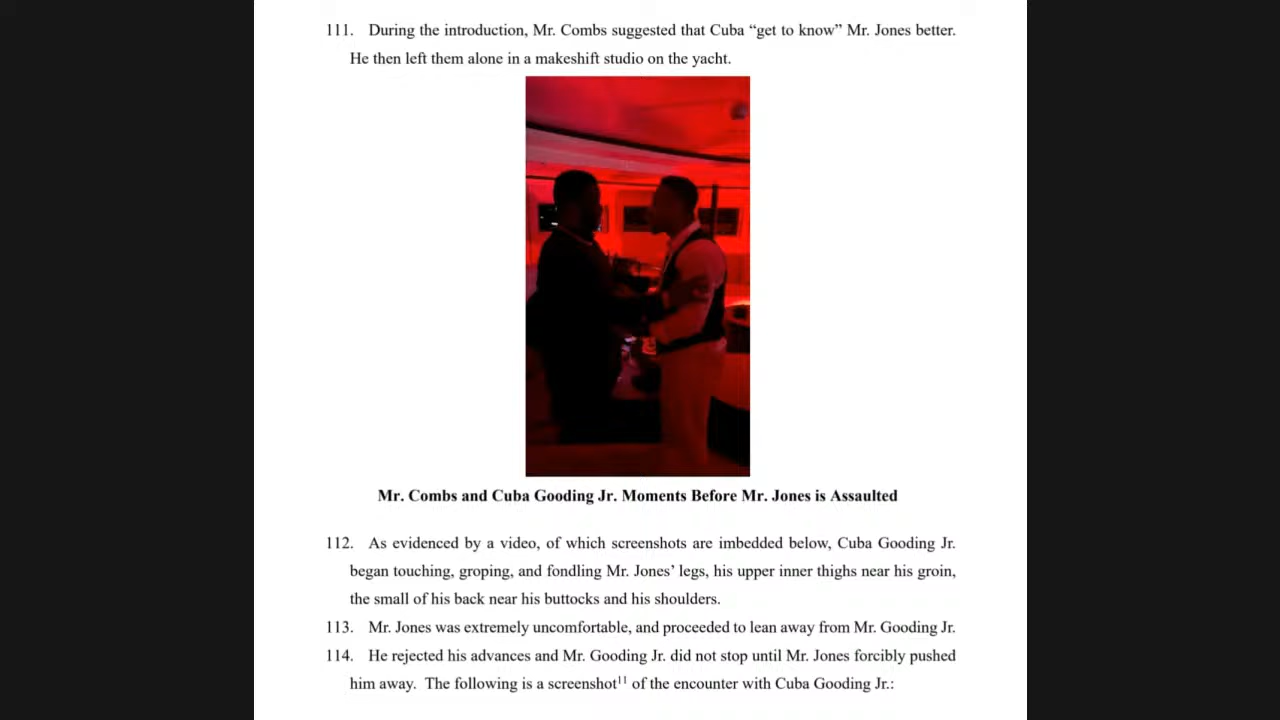 111. During the introduction, Mr. Combs suggested that Cuba “get to know” Mr. Jones better.
He then left them alone in a makeshift studio on the yacht.
Mr. Combs and Cuba Gooding Jr. Moments Before Mr. Jones is Assaulted
112. As evidenced by a video, of which screenshots are imbedded below, Cuba Gooding Jr.
began touching, groping, and fondling Mr. Jones’ legs, his upper inner thighs near his groin,
the small of his back near his buttocks and his shoulders.
113. Mr. Jones was extremely uncomfortable, and proceeded to lean away from Mr. Gooding Jr.
114. He rejected his advances and Mr. Gooding Jr. did not stop until Mr. Jones forcibly pushed
him away. The following is a screenshot¹¹ of the encounter with Cuba Gooding Jr.: